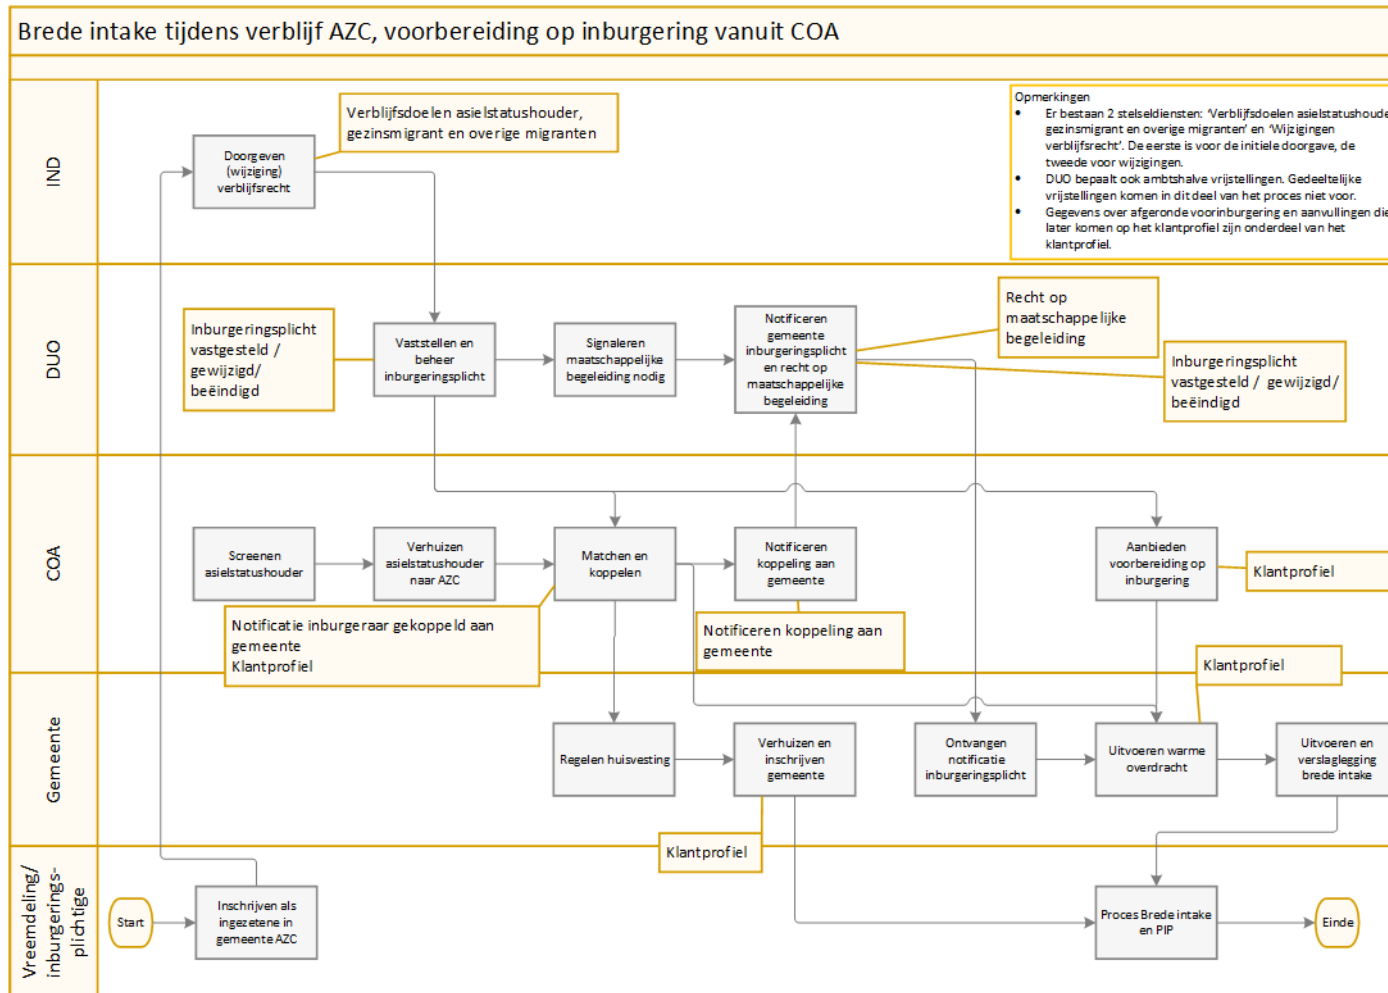 Brede intake tijdens verblijf AZC, voorbereiding op inburgering vanuit COA
IND
Doorgeven
(wijziging)
verblijfsrecht
Verblijfsdoelen asielstatushouder,
gezinsmigrant en overige migranten
Opmerkingen
• Er bestaan 2 stelseldiensten: ‘Verblijfsdoelen asielstatushoude
gezinsmigrant en overige migranten’ en ‘Wijzigingen
verblijfsrecht’. De eerste is voor de initiele doorgave, de
tweede voor wijzigingen.
• DUO bepaalt ook ambtshalve vrijstellingen. Gedeeltelijke
vrijstellingen komen in dit deel van het proces niet voor.
• Gegevens over afgeronde voorinburgering en aanvullingen die
later komen op het klantprofiel zijn onderdeel van het
klantprofiel.
DUO
Inburgeringsplicht
vastgesteld /
gewijzigd/
beëindigd
Vaststellen en
beheer
inburgeringsplicht
Signaleren
maatschappelijke
begeleiding nodig
Notificeren
gemeente
inburgeringsplicht
en recht op
maatschappelijke
begeleiding
Recht op
maatschappelijke
begeleiding
Inburgeringsplicht
vastgesteld / gewijzigd/
beëindigd
COA
Screenen
asielstatushouder
Verhuizen
asielstatushouder
naar AZC
Matchen en
koppelen
Notificeren
koppeling aan
gemeente
Aanbieden
voorbereiding op
inburgering
Klantprofiel
Notificatie inburgeraar gekoppeld aan
gemeente
Klantprofiel
Notificeren koppeling aan
gemeente
Klantprofiel
Gemeente
Regelen huisvesting
Verhuizen en
inschrijven
gemeente
Ontvangen
notificatie
inburgeringsplicht
Uitvoeren warme
overdracht
Uitvoeren en
verslaglegging
brede intake
Klantprofiel
Vreemdeling/
inburgerings-
plichtige
Start
Inschrijven als
ingezetene in
gemeente AZC
Proces Brede intake
en PIP
Einde